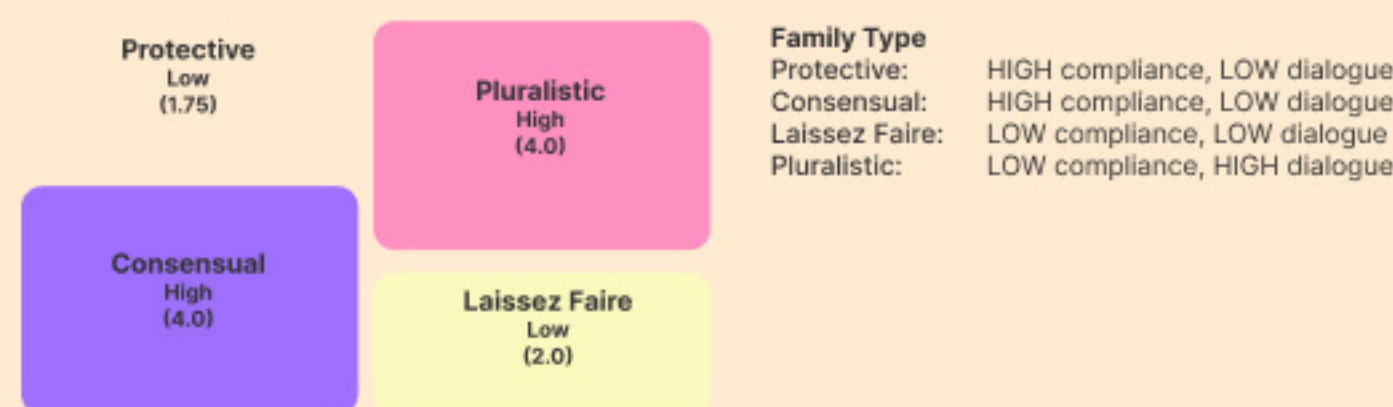 Protective
Low
(1.75)
Pluralistic
High
(4.0)
Consensual
High
(4.0)
Laissez Faire
Low
(2.0)
Family Type
Protective: HIGH compliance, LOW dialogue
Consensual: HIGH compliance, LOW dialogue
Laissez Faire: LOW compliance, LOW dialogue
Pluralistic: LOW compliance, HIGH dialogue